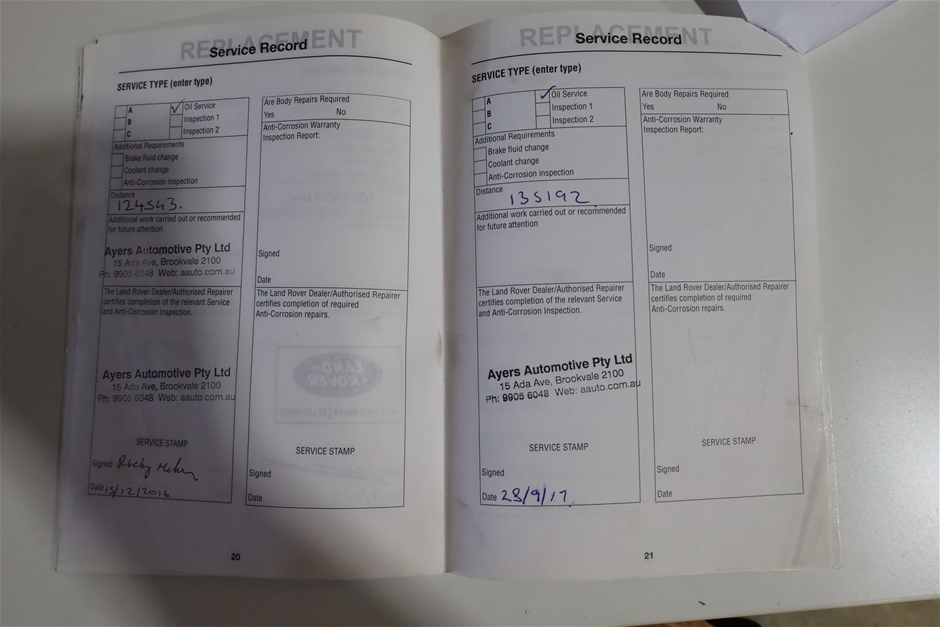 REPLACEMENT
Service Record
SERVICE TYPE (enter type)
A
B
C
✓ Oil Service
Inspection 1
Inspection 2
Additional Requirements
Brake fluid change
Coolant change
Anti-Corrosion inspection
Distance
124543.
Additional work carried out or recommended
for future attention
Ayers Automotive Pty Ltd
15 Ada Ave, Brookvale 2100
Ph: 9905 6048 Web: aauto.com.au
The Land Rover Dealer/Authorised Repairer
certifies completion of the relevant Service
and Anti-Corrosion Inspection.
Ayers Automotive Pty Ltd
15 Ada Ave, Brookvale 2100
Ph: 9905 6048 Web: aauto.com.au
SERVICE STAMP
Signed
Date 15/12/2016
Are Body Repairs Required
Yes No
Anti-Corrosion Warranty
Inspection Report:
Signed
Date
The Land Rover Dealer/Authorised Repairer
certifies completion of required
Anti-Corrosion repairs.
LAND
ROVER
SERVICE STAMP
Signed
Date
20
REPLACEMENT
Service Record
SERVICE TYPE (enter type)
A
B
C
✓ Oil Service
Inspection 1
Inspection 2
Additional Requirements
Brake fluid change
Coolant change
Anti-Corrosion inspection
Distance
135192
Additional work carried out or recommended
for future attention
The Land Rover Dealer/Authorised Repairer
certifies completion of the relevant Service
and Anti-Corrosion Inspection.
Ayers Automotive Pty Ltd
15 Ada Ave, Brookvale 2100
Ph: 9905 6048 Web: aauto.com.au
SERVICE STAMP
Signed
Date 28/9/17.
Are Body Repairs Required
Yes No
Anti-Corrosion Warranty
Inspection Report:
Signed
Date
The Land Rover Dealer/Authorised Repairer
certifies completion of required
Anti-Corrosion repairs.
SERVICE STAMP
Signed
Date
21